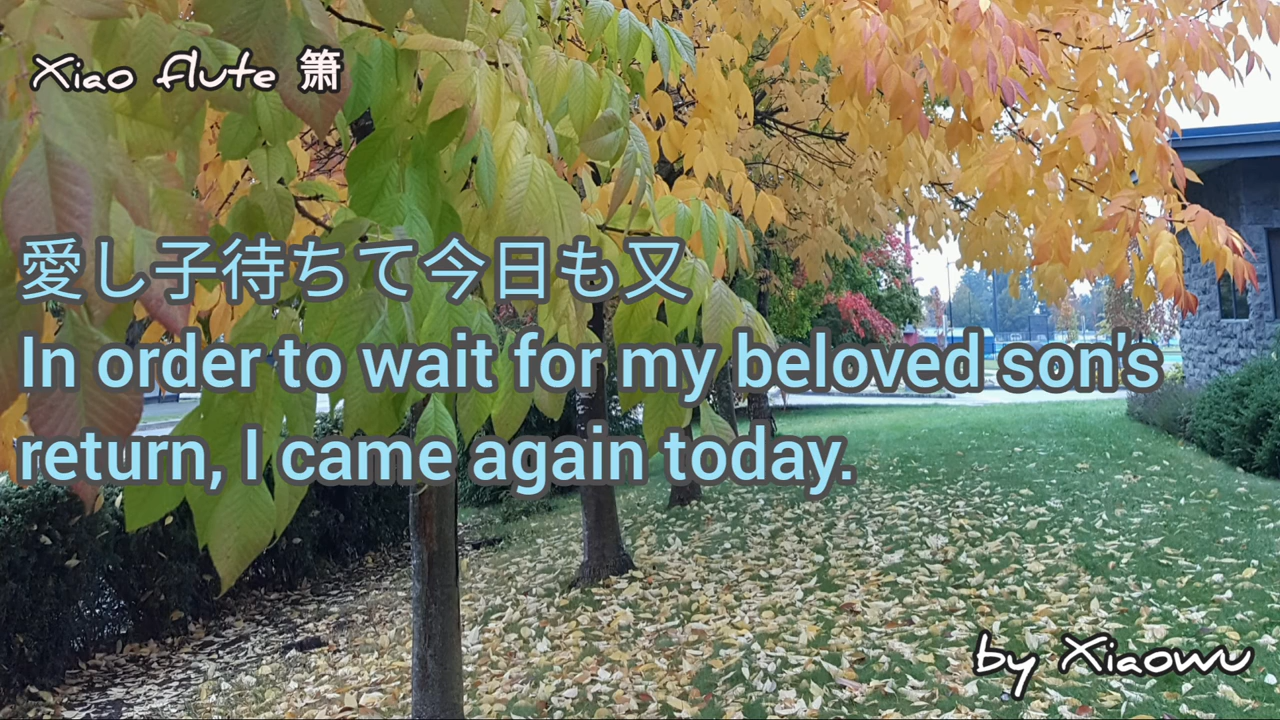 Xiao flute 箫
愛し子待ちて今日も又
In order to wait for my beloved son's
return, I came again today.
by Xiaowu